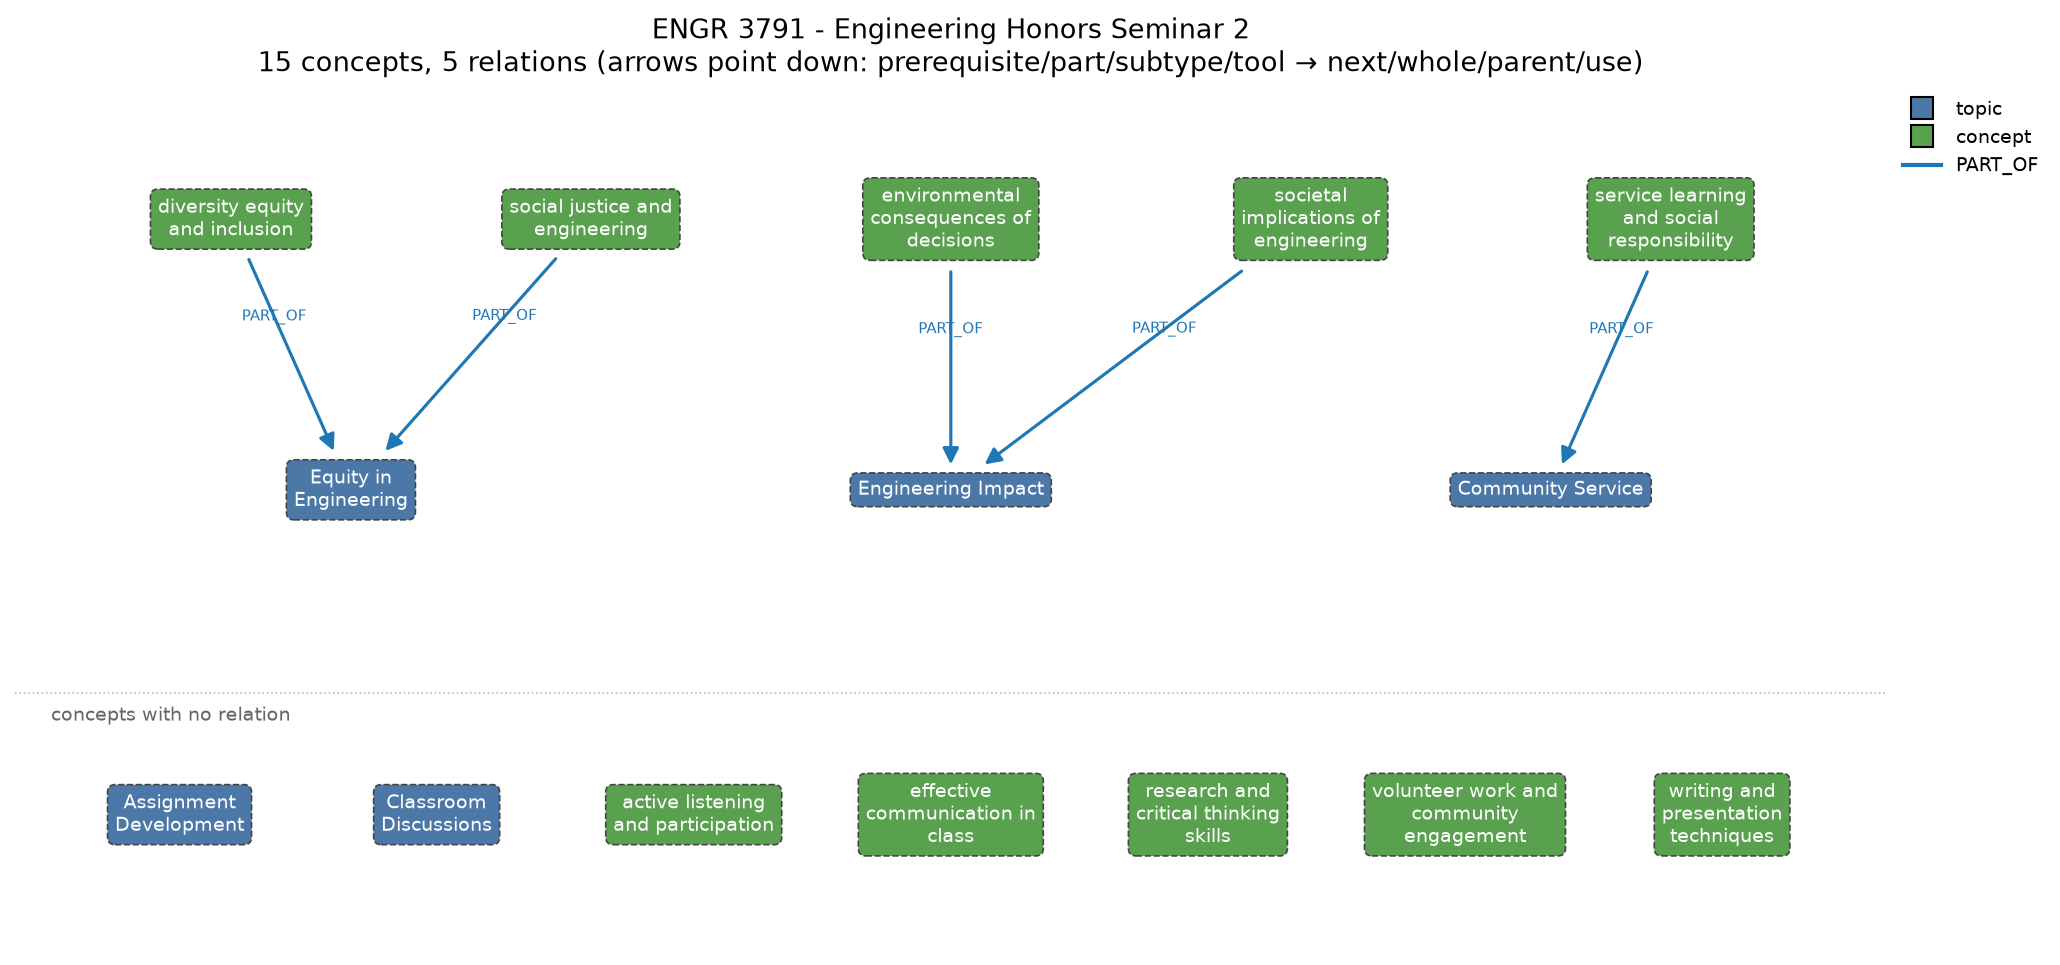 ENGR 3791 - Engineering Honors Seminar 2
15 concepts, 5 relations (arrows point down: prerequisite/part/subtype/tool → next/whole/parent/use)
topic
concept
PART_OF
diversity equity
and inclusion
social justice and
engineering
environmental
consequences of
decisions
societal
implications of
engineering
service learning
and social
responsibility
PART_OF
PART_OF
PART_OF
PART_OF
PART_OF
Equity in
Engineering
Engineering Impact
Community Service
concepts with no relation
Assignment
Development
Classroom
Discussions
active listening
and participation
effective
communication in
class
research and
critical thinking
skills
volunteer work and
community
engagement
writing and
presentation
techniques